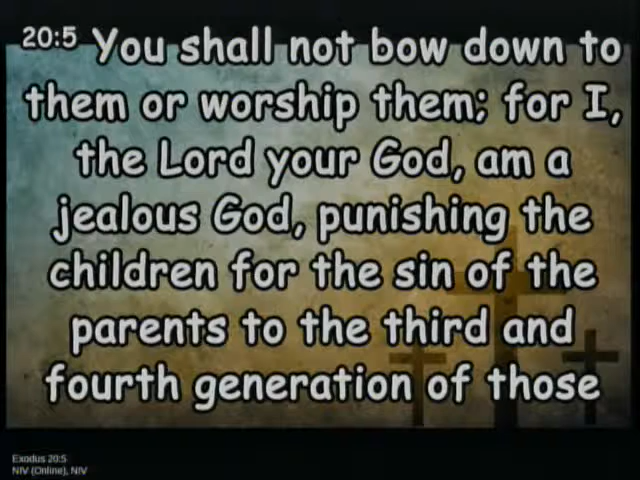 20:5 You shall not bow down to
them or worship them; for I,
the Lord your God, am a
jealous God, punishing the
children for the sin of the
parents to the third and
fourth generation of those
Exodus 20:5
NIV (Online), NIV